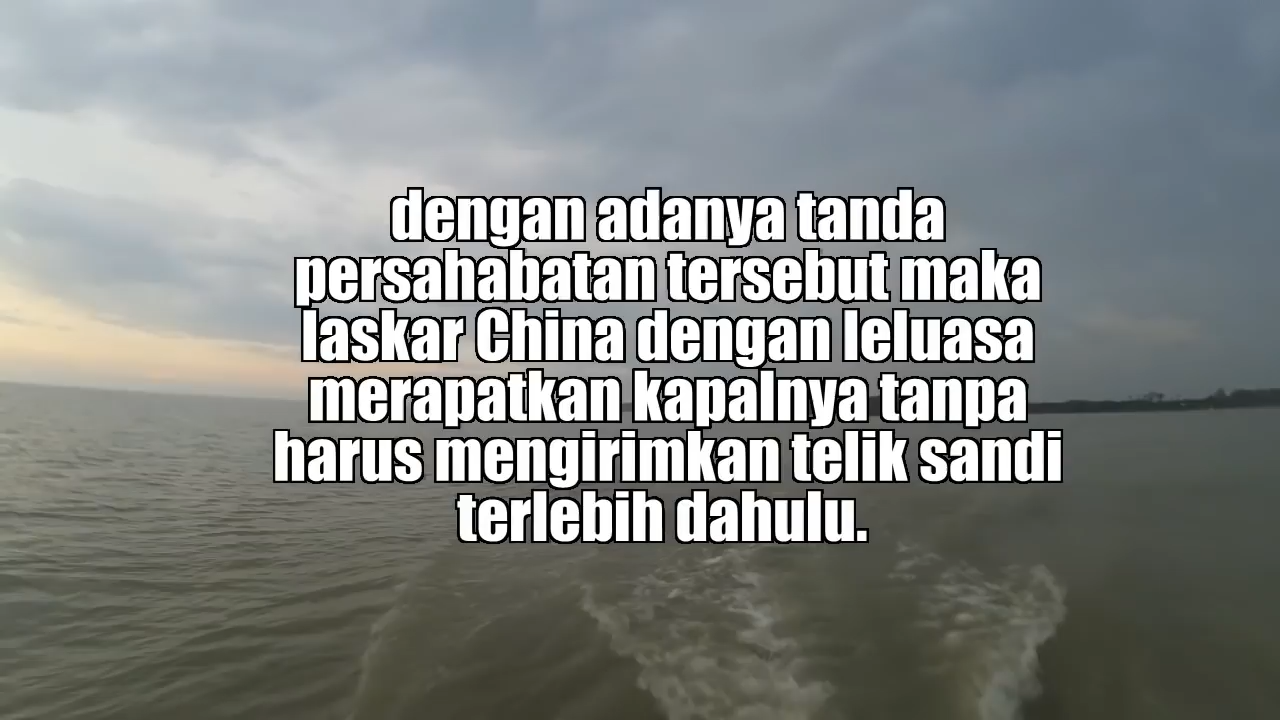 dengan adanya tanda
persahabatan tersebut maka
laskar China dengan leluasa
merapatkan kapalnya tanpa
harus mengirimkan telik sandi
terlebih dahulu.